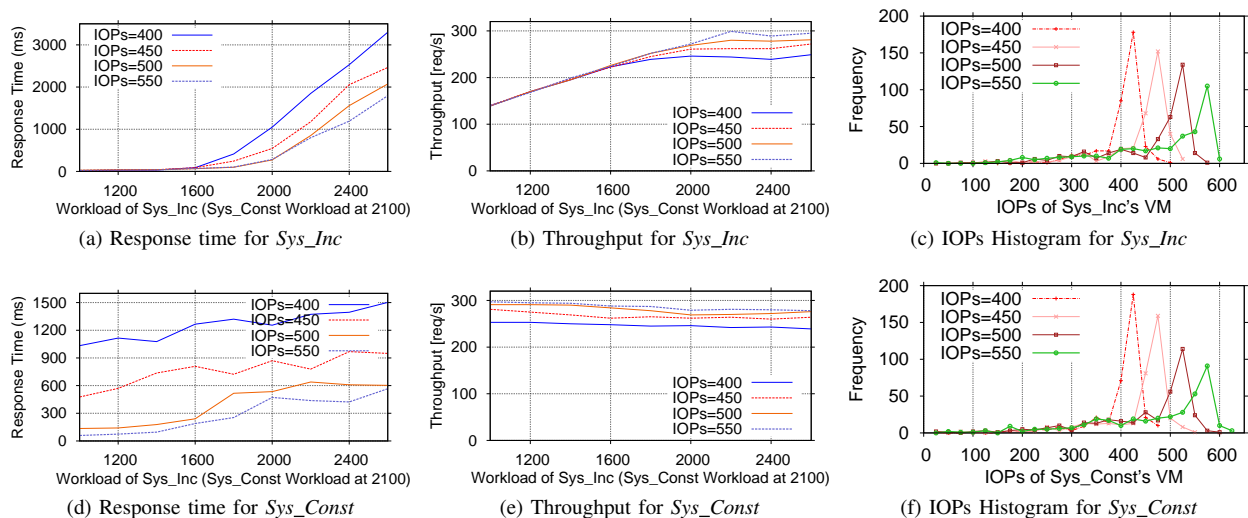 Response Time (ms)
3000
2000
1000
0
IOPs=400
IOPs=450
IOPs=500
IOPs=550
1200 1600 2000 2400
Workload of Sys_Inc (Sys_Const Workload at 2100)
(a) Response time for Sys_Inc
Throughput [req/s]
300
200
100
0
IOPs=400
IOPs=450
IOPs=500
IOPs=550
1200 1600 2000 2400
Workload of Sys_Inc (Sys_Const Workload at 2100)
(b) Throughput for Sys_Inc
Frequency
200
150
100
50
0
IOPs=400
IOPs=450
IOPs=500
IOPs=550
0 100 200 300 400 500 600
IOPs of Sys_Inc's VM
(c) IOPs Histogram for Sys_Inc
Response Time (ms)
1500
1200
900
600
300
0
IOPs=400
IOPs=450
IOPs=500
IOPs=550
1200 1600 2000 2400
Workload of Sys_Inc (Sys_Const Workload at 2100)
(d) Response time for Sys_Const
Throughput [req/s]
300
200
100
0
IOPs=400
IOPs=450
IOPs=500
IOPs=550
1200 1600 2000 2400
Workload of Sys_Inc (Sys_Const Workload at 2100)
(e) Throughput for Sys_Const
Frequency
200
150
100
50
0
IOPs=400
IOPs=450
IOPs=500
IOPs=550
0 100 200 300 400 500 600
IOPs of Sys_Const's VM
(f) IOPs Histogram for Sys_Const